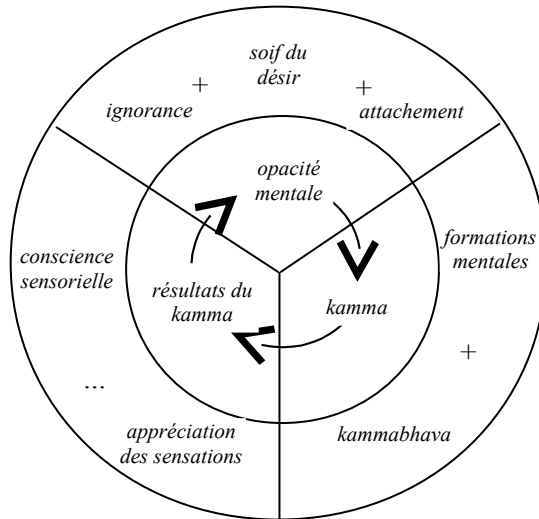 soif du
désir
+
+
ignorance
attachement
opacité
mentale
formations
mentales
conscience
sensorielle
résultats du
kamma
kamma
+
...
appréciation
des sensations
kammabhava